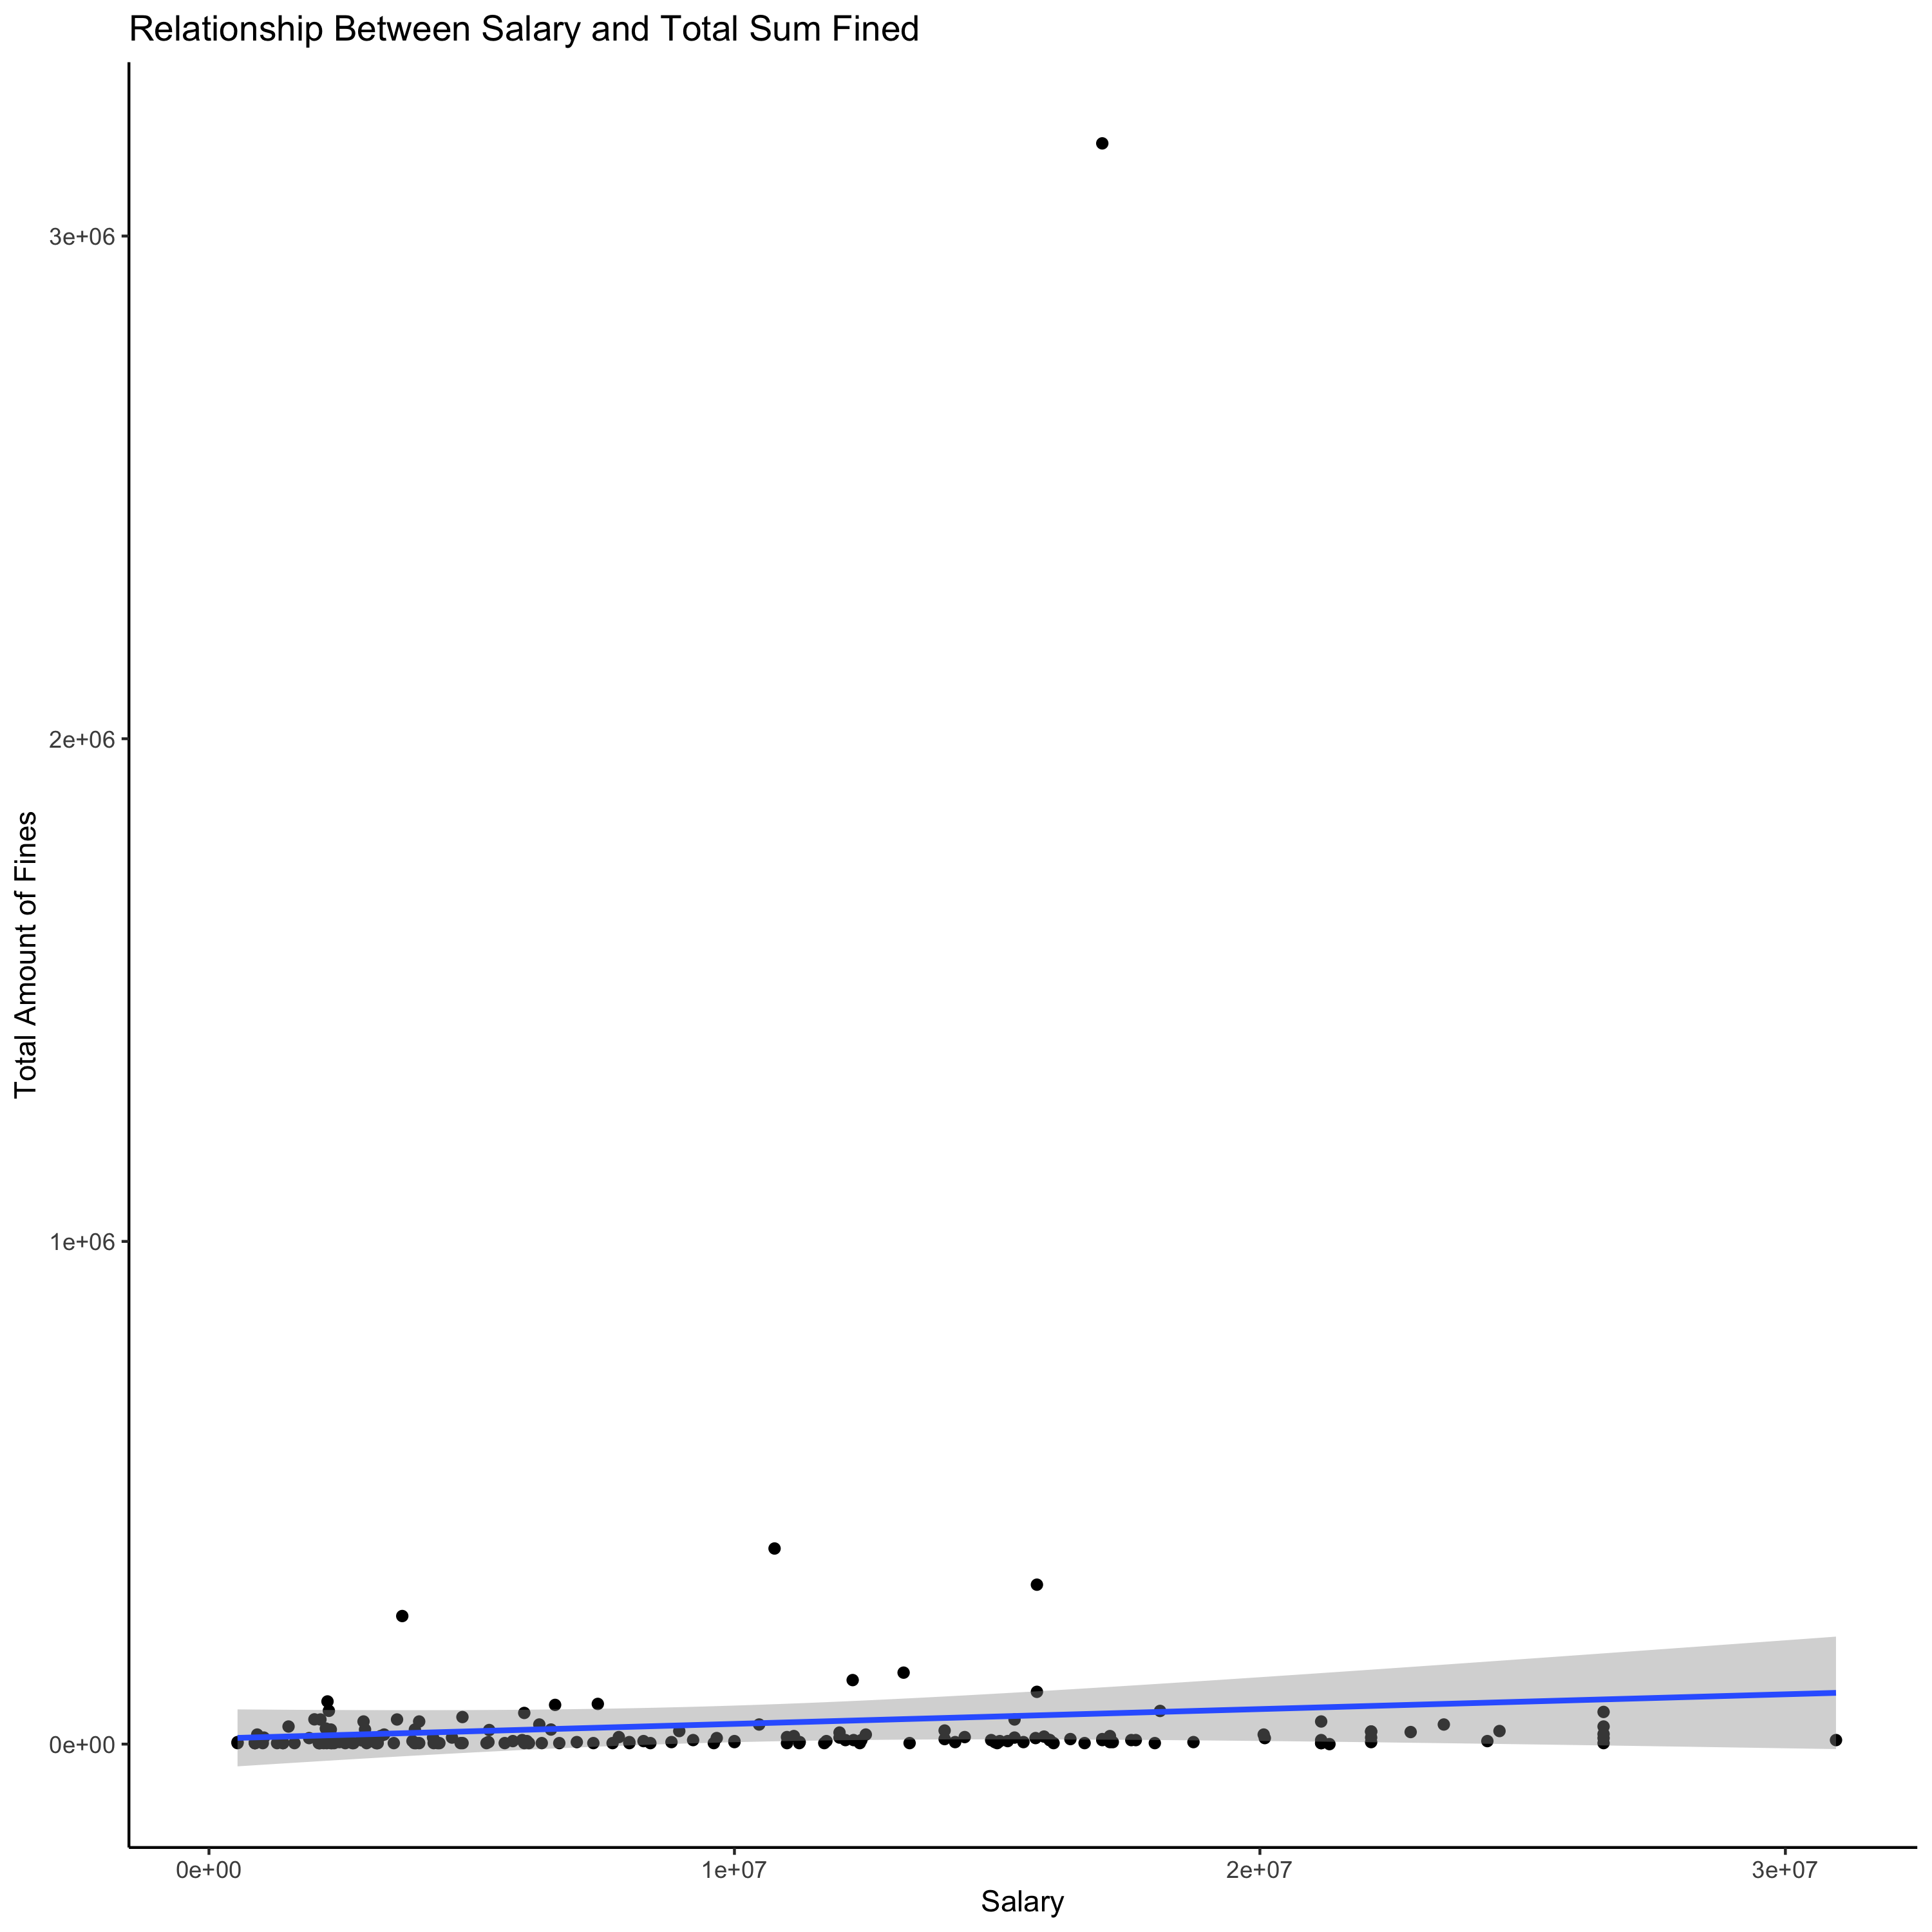 Relationship Between Salary and Total Sum Fined
Total Amount of Fines
3e+06
2e+06
1e+06
0e+00
0e+00 1e+07 2e+07 3e+07
Salary